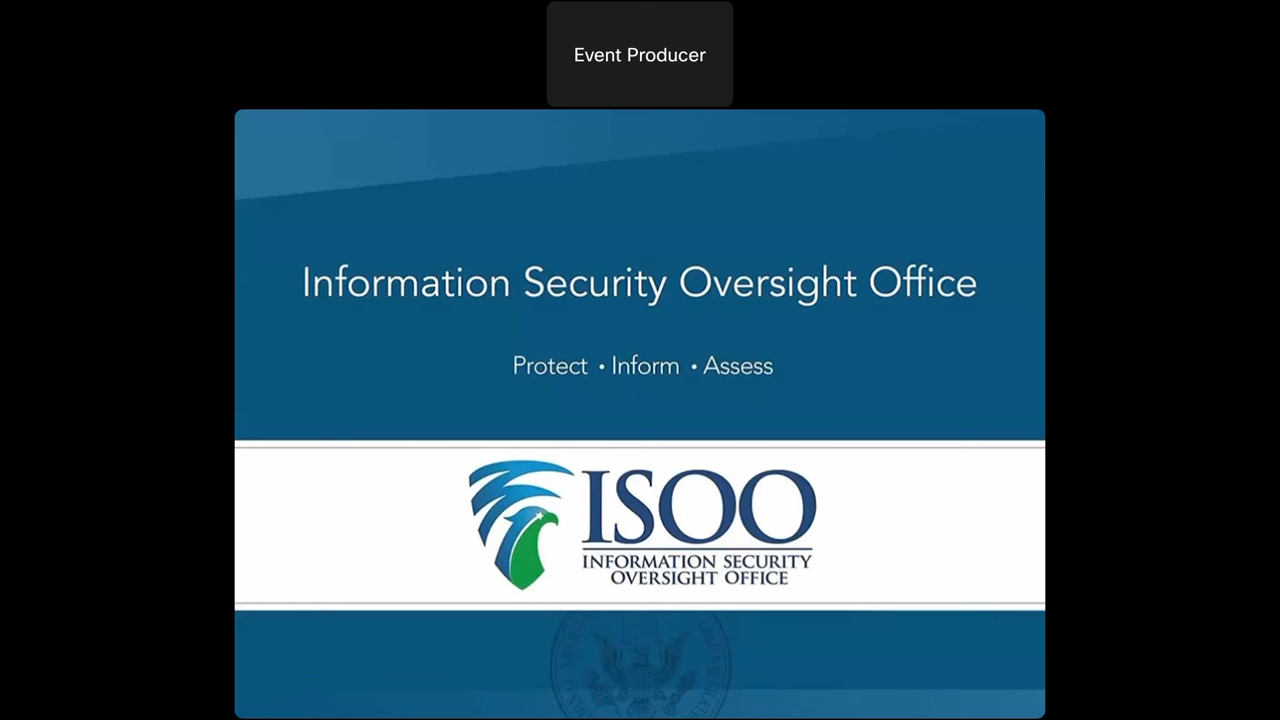 Event Producer
Information Security Oversight Office
Protect • Inform • Assess
ISOO
INFORMATION SECURITY
OVERSIGHT OFFICE